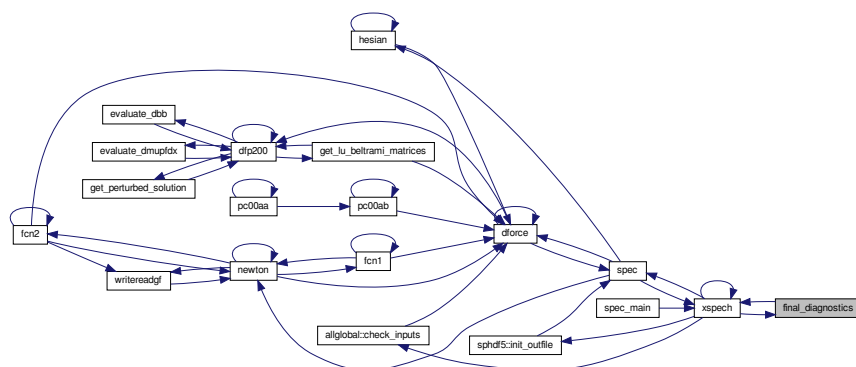 hesian
evaluate_dbb
evaluate_dmupfdx
dfp200
get_lu_beltrami_matrices
get_perturbed_solution
pc00aa
pc00ab
fcn2
dforce
fcn1
writereadgf
newton
spec
spec_main
xspech
final_diagnostics
allglobal::check_inputs
sphdf5::init_outfile